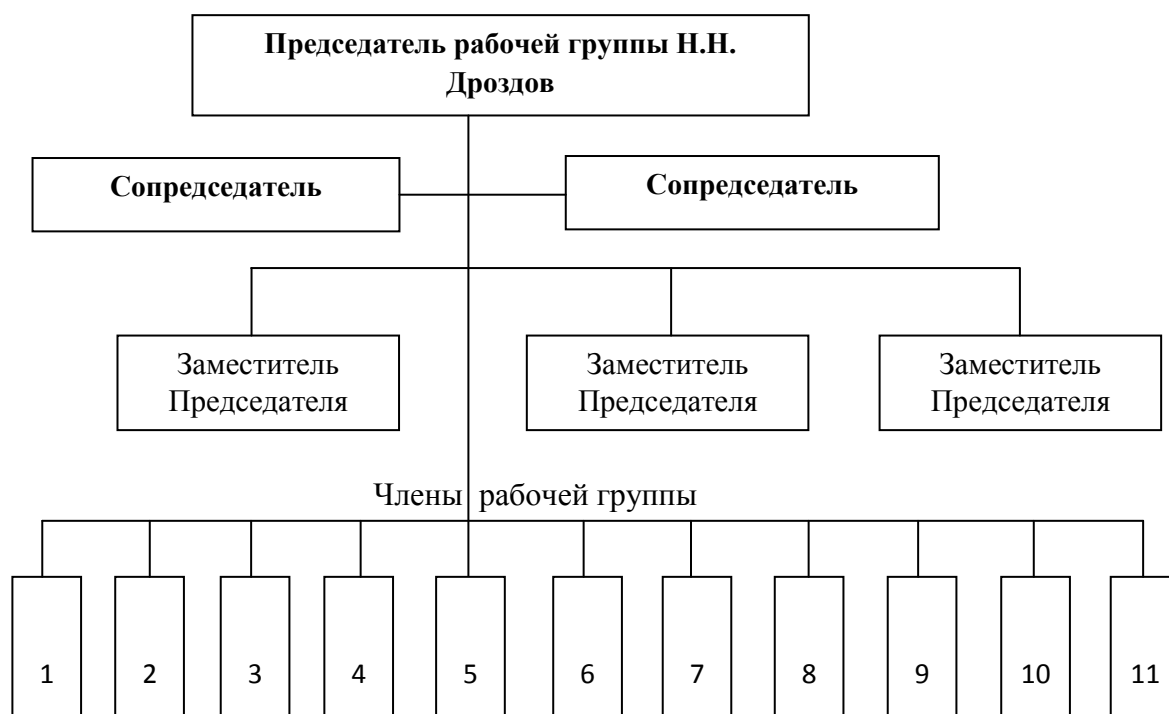 Председатель рабочей группы Н.Н.
Дроздов
Сопредседатель
Сопредседатель
Заместитель
Председателя
Заместитель
Председателя
Заместитель
Председателя
Члены рабочей группы
1 2 3 4 5 6 7 8 9 10 11